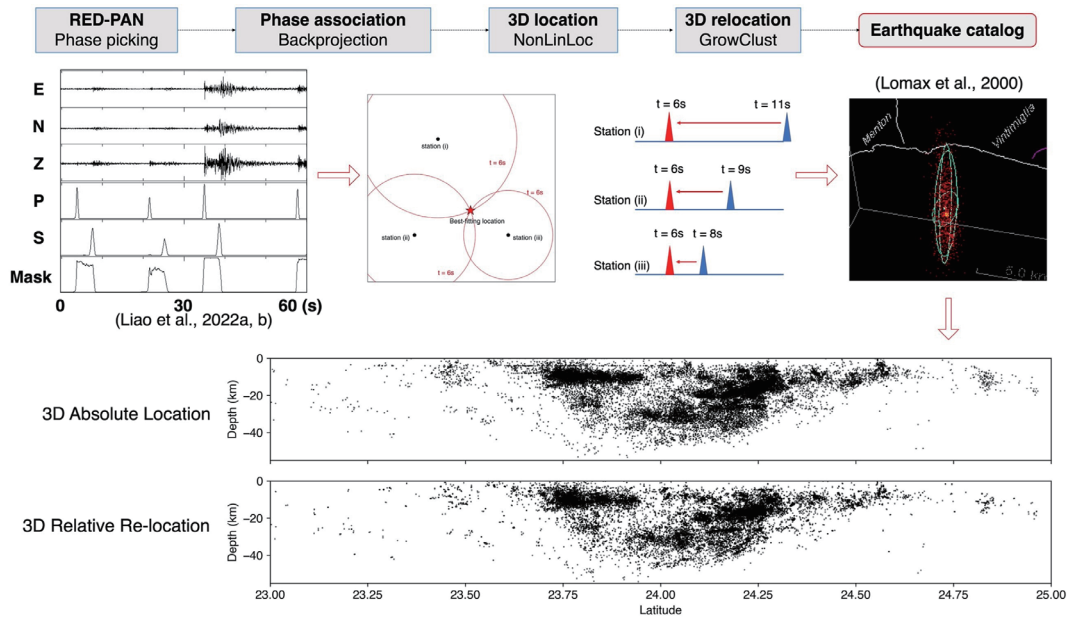 RED-PAN
Phase picking
Phase association
Backprojection
3D location
NonLinLoc
3D relocation
GrowClust
Earthquake catalog
E
N
Z
P
S
Mask
0
30
60 (s)
(Liao et al., 2022a, b)
station (i)
t = 6s
t = 6s
Best-fitting location
station (ii)
station (iii)
t = 6s
t = 6s
t = 11s
Station (i)
t = 6s
t = 9s
Station (ii)
t = 6s
t = 8s
Station (iii)
(Lomax et al., 2000)
Menton
Vintimiglia
5.0 km
3D Absolute Location
Depth (km)
0
−20
−40
3D Relative Re-location
Depth (km)
0
−20
−40
23.00
23.25
23.50
23.75
24.00
24.25
24.50
24.75
25.00
Latitude